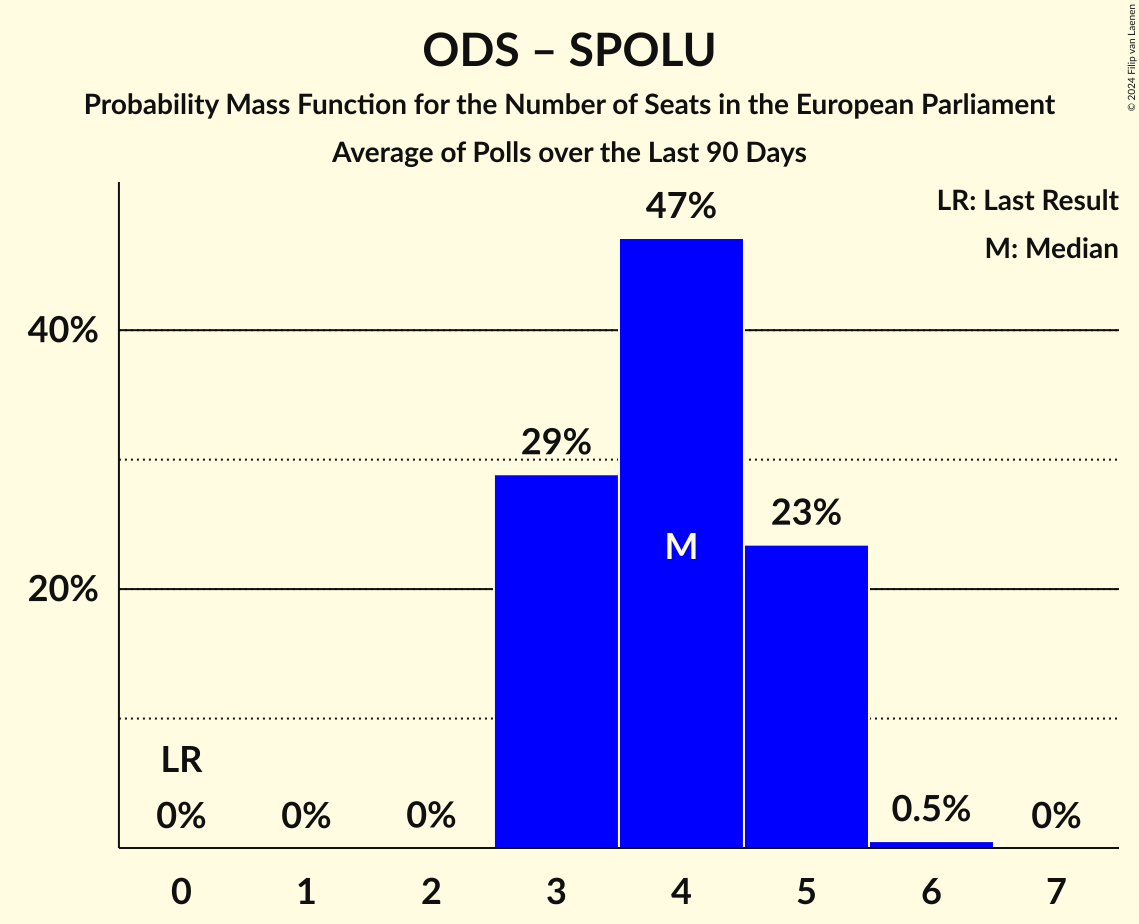 ODS – SPOLU
Probability Mass Function for the Number of Seats in the European Parliament
Average of Polls over the Last 90 Days
© 2024 Filip van Laenen
LR: Last Result
M: Median
47%
40%
29%
23%
M
20%
LR
0% 0% 0% 0.5% 0%
0 1 2 3 4 5 6 7